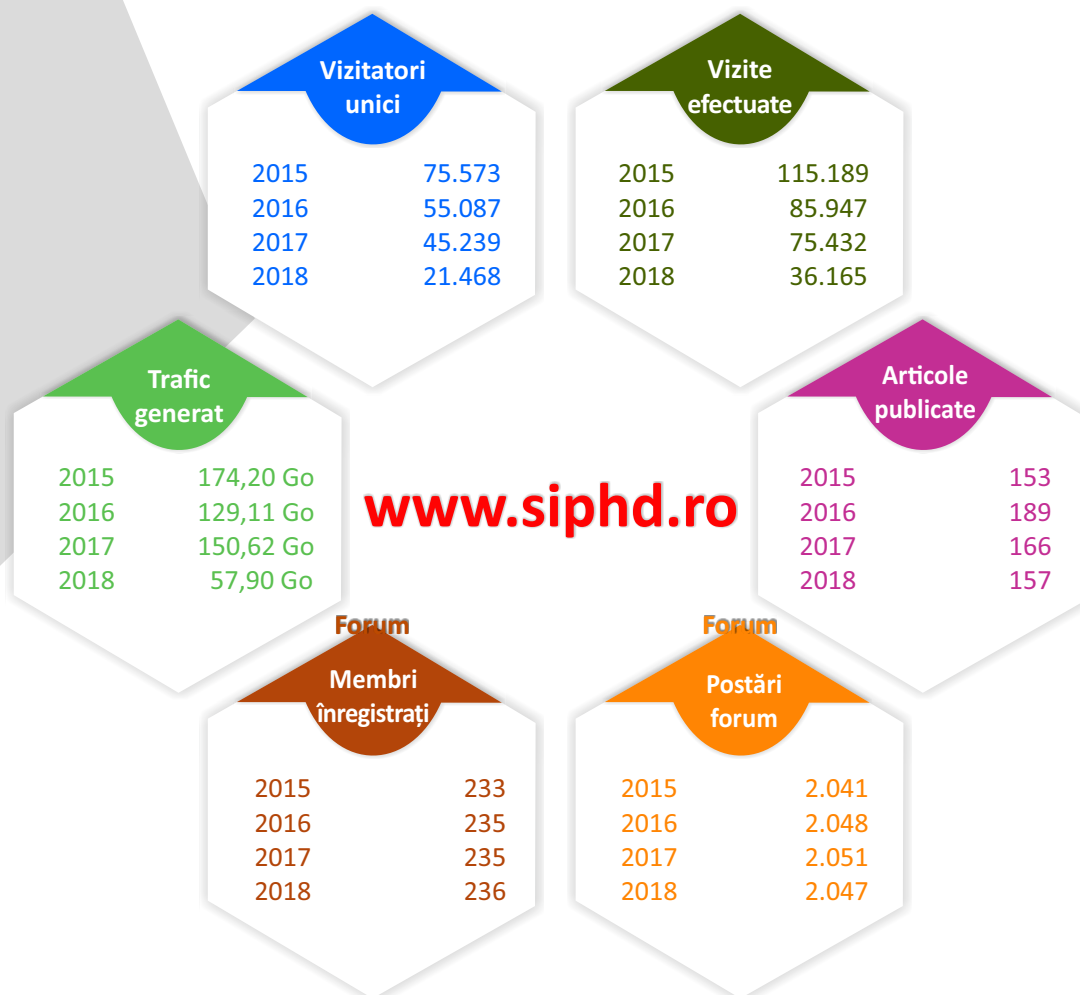 Vizitatori
unici
2015 75.573
2016 55.087
2017 45.239
2018 21.468
Vizite
efectuate
2015 115.189
2016 85.947
2017 75.432
2018 36.165
Trafic
generat
2015 174,20 Go
2016 129,11 Go
2017 150,62 Go
2018 57,90 Go
www.siphd.ro
Articole
publicate
2015 153
2016 189
2017 166
2018 157
Forum
Membri
înregistrați
2015 233
2016 235
2017 235
2018 236
Forum
Postări
forum
2015 2.041
2016 2.048
2017 2.051
2018 2.047